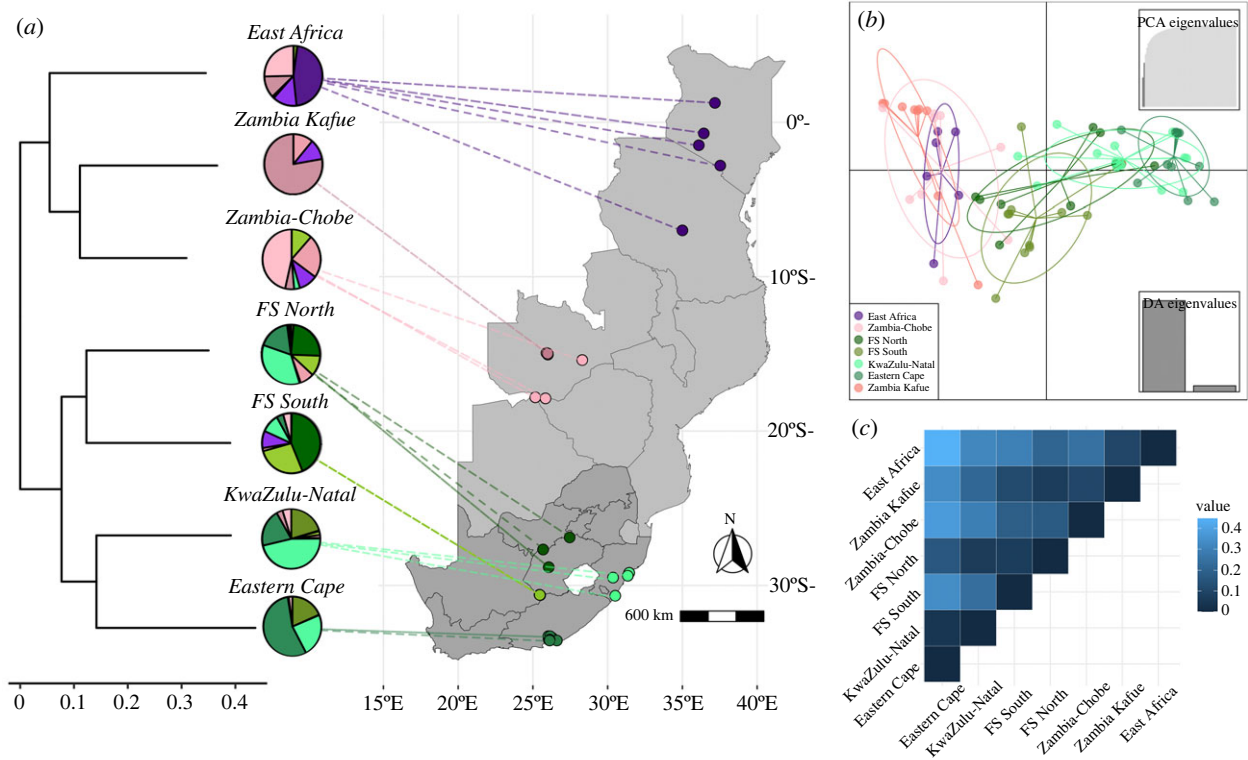 (a)
East Africa
Zambia Kafue
Zambia-Chobe
FS North
FS South
KwaZulu-Natal
Eastern Cape
0 0.1 0.2 0.3 0.4
0º-
10ºS-
20ºS-
30ºS-
N
600 km
15ºE 20ºE 25ºE 30ºE 35ºE 40ºE
(b)
PCA eigenvalues
DA eigenvalues
East Africa
Zambia-Chobe
FS North
FS South
KwaZulu-Natal
Eastern Cape
Zambia Kafue
(c)
East Africa
Zambia Kafue
Zambia-Chobe
FS North
FS South
KwaZulu-Natal
Eastern Cape
Eastern Cape
KwaZulu-Natal
FS South
FS North
Zambia-Chobe
Zambia Kafue
East Africa
value
0.4
0.3
0.2
0.1
0